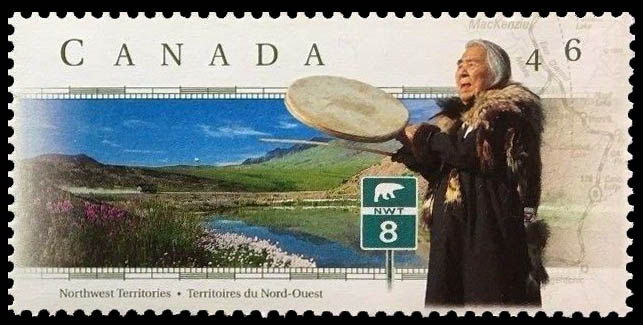 CANADA
46
MacKenzie
NWT
8
Northwest Territories • Territoires du Nord-Ouest